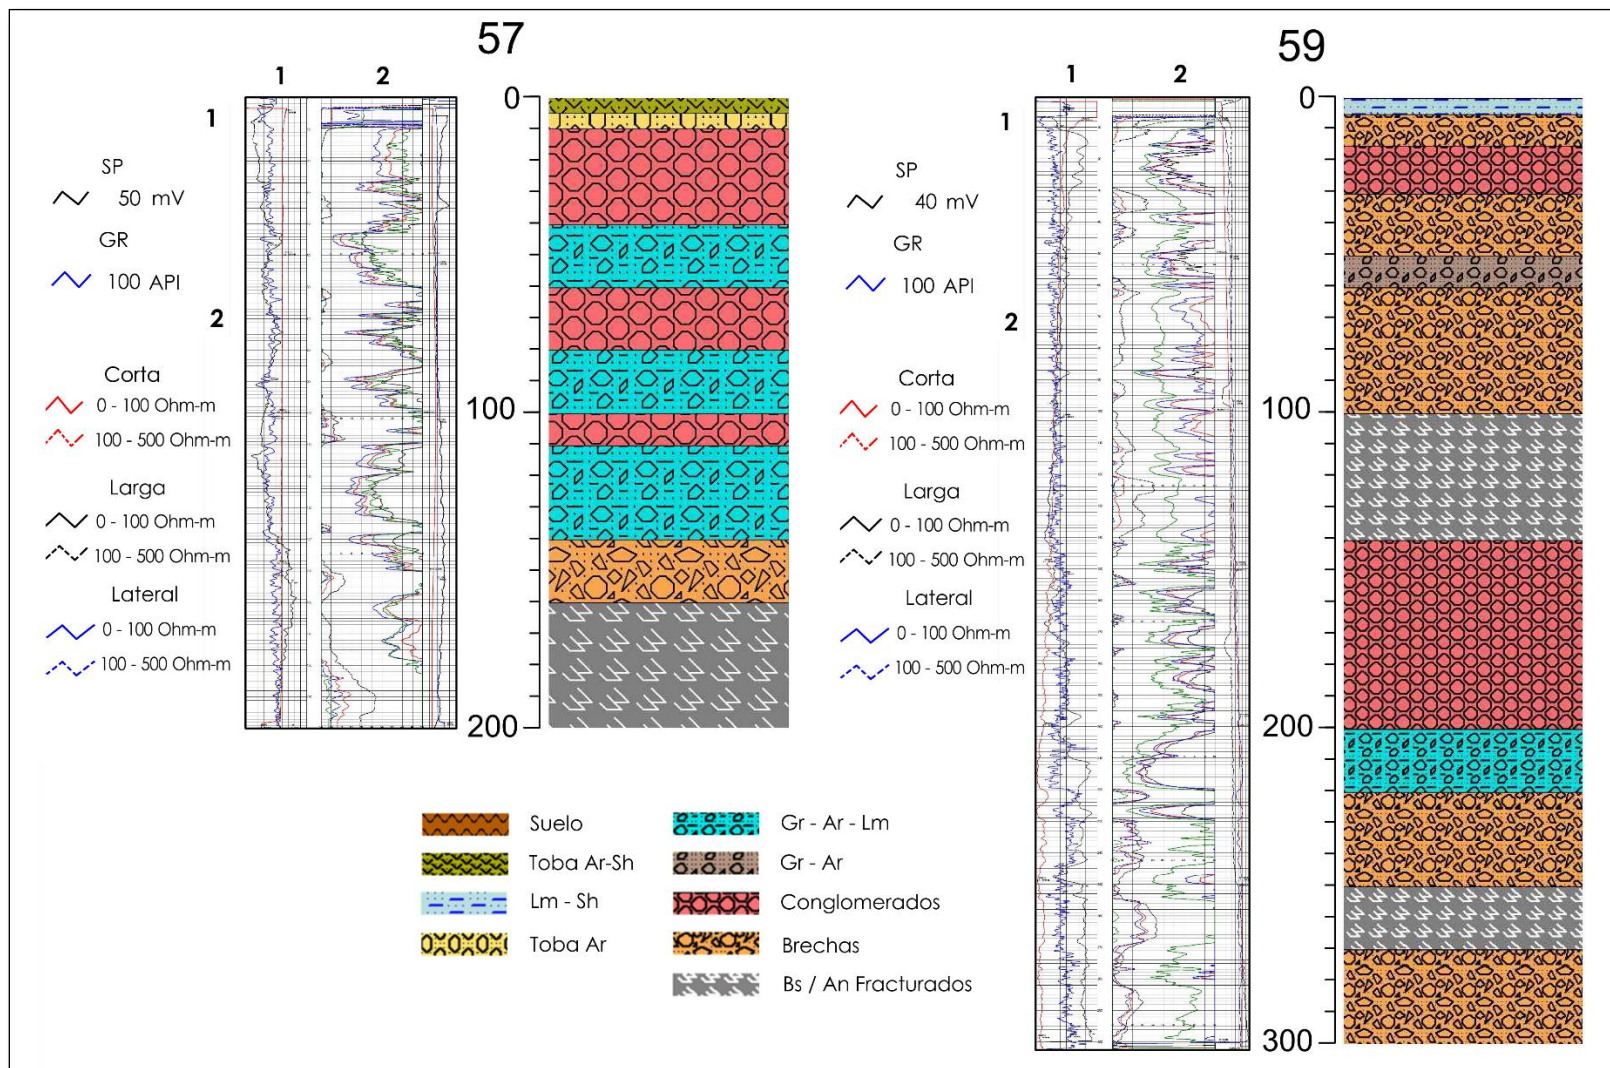 57
1 2
1
SP
50 mV
GR
100 API
2
Corta
0 - 100 Ohm-m
100 - 500 Ohm-m
Larga
0 - 100 Ohm-m
100 - 500 Ohm-m
Lateral
0 - 100 Ohm-m
100 - 500 Ohm-m
0
100
200
59
1 2
1
SP
40 mV
GR
100 API
2
Corta
0 - 100 Ohm-m
100 - 500 Ohm-m
Larga
0 - 100 Ohm-m
100 - 500 Ohm-m
Lateral
0 - 100 Ohm-m
100 - 500 Ohm-m
0
100
200
300
Suelo
Toba Ar-Sh
Lm - Sh
Toba Ar
Gr - Ar - Lm
Gr - Ar
Conglomerados
Brechas
Bs / An Fracturados